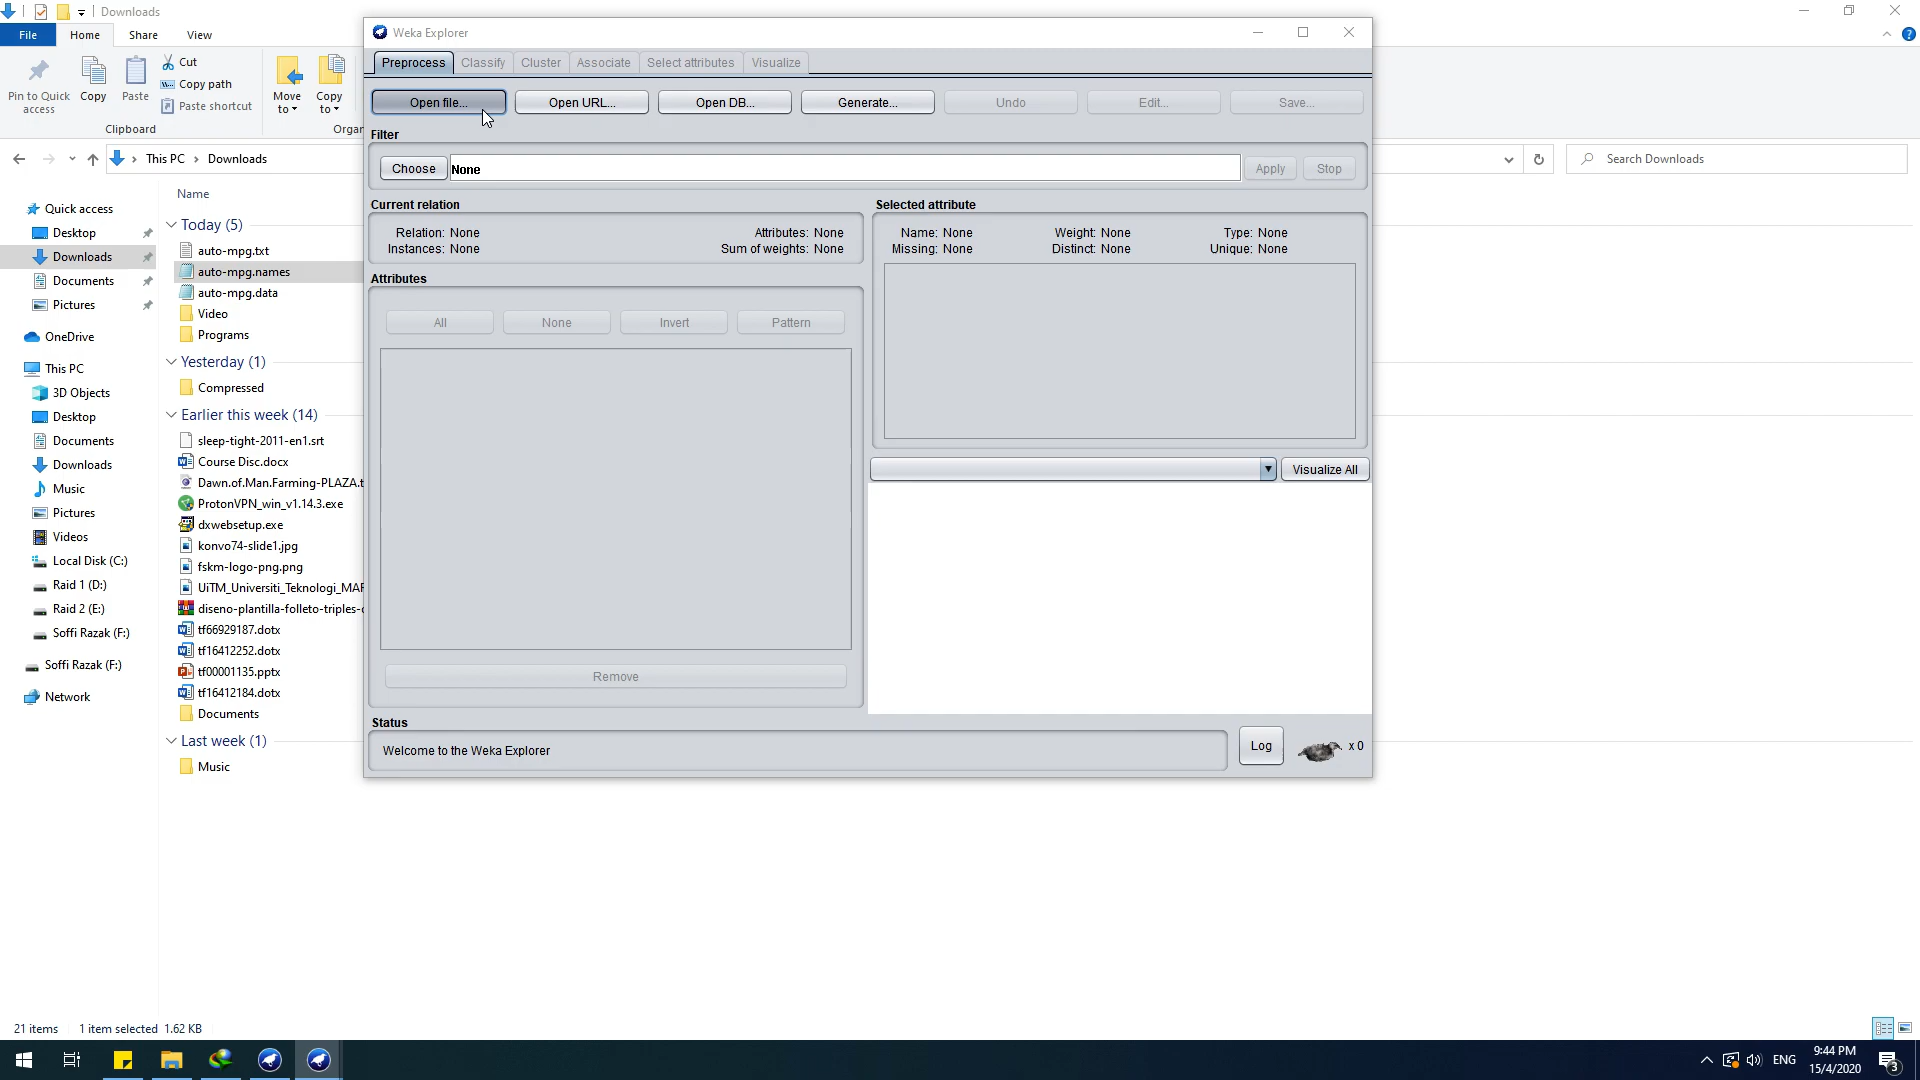 Downloads
File
Home
Share
View
Pin to Quick access
Copy
Paste
Cut
Copy path
Paste shortcut
Clipboard
Move to
Copy to
Organ
This PC
Downloads
Search Downloads
Quick access
Desktop
Downloads
Documents
Pictures
OneDrive
This PC
3D Objects
Desktop
Documents
Downloads
Music
Pictures
Videos
Local Disk (C:)
Raid 1 (D:)
Raid 2 (E:)
Soffi Razak (F:)
Soffi Razak (F:)
Network
Name
Today (5)
auto-mpg.txt
auto-mpg.names
auto-mpg.data
Video
Programs
Yesterday (1)
Compressed
Earlier this week (14)
sleep-tight-2011-en1.srt
Course Disc.docx
Dawn.of.Man.Farming-PLAZA.t
ProtonVPN_win_v1.14.3.exe
dxwebsetup.exe
konvo74-slide1.jpg
fskm-logo-png.png
UiTM_Universiti_Teknologi_MAR
diseno-plantilla-folleto-triples-c
tf66929187.dotx
tf16412252.dotx
tf00001135.pptx
tf16412184.dotx
Documents
Last week (1)
Music
Weka Explorer
Preprocess
Classify
Cluster
Associate
Select attributes
Visualize
Open file...
Open URL...
Open DB...
Generate...
Undo
Edit...
Save...
Filter
Choose
None
Apply
Stop
Current relation
Relation: None
Attributes: None
Instances: None
Sum of weights: None
Selected attribute
Name: None
Weight: None
Type: None
Missing: None
Distinct: None
Unique: None
Attributes
All
None
Invert
Pattern
Remove
Visualize All
Status
Welcome to the Weka Explorer
Log
x 0
21 items
1 item selected 1.62 KB
ENG
9:44 PM
15/4/2020
3